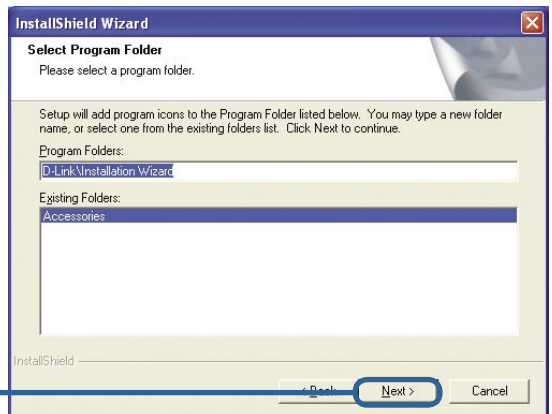 InstallShield Wizard
Select Program Folder
Please select a program folder.
Setup will add program icons to the Program Folder listed below. You may type a new folder
name, or select one from the existing folders list. Click Next to continue.
Program Folders:
D-Link\Installation Wizard
Existing Folders:
Accessories
InstallShield
< Back
Next >
Cancel